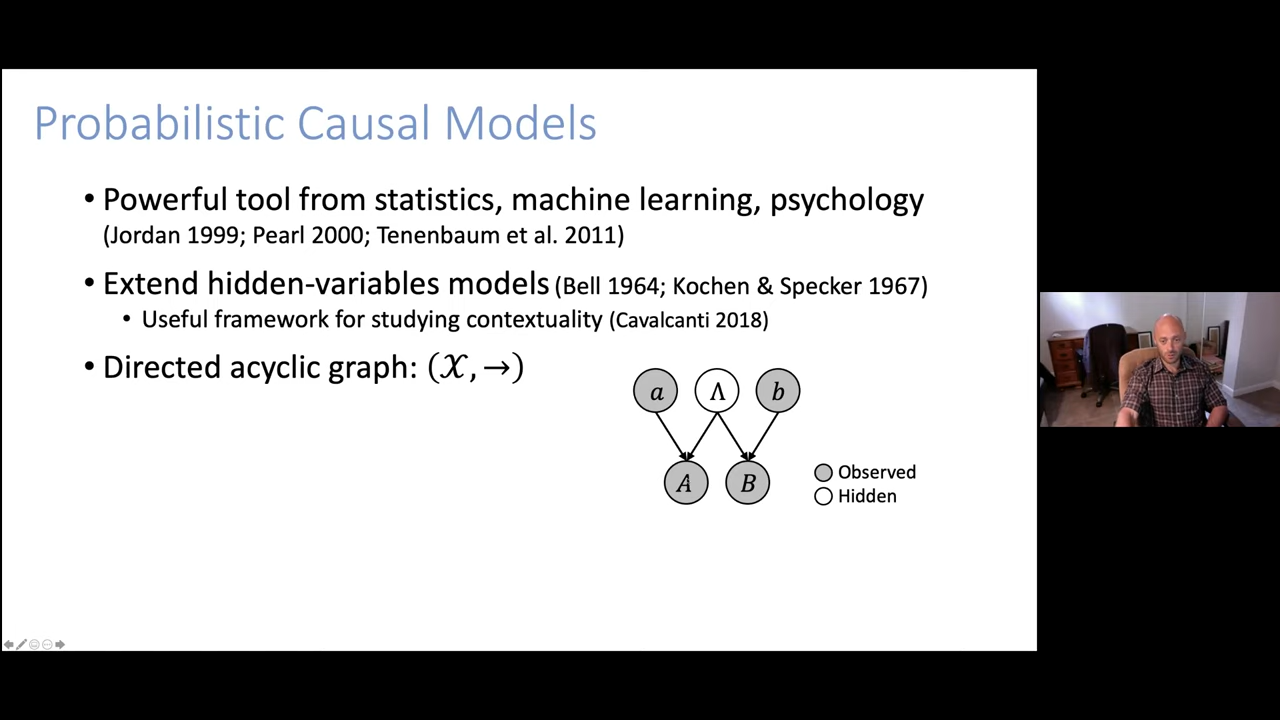 Probabilistic Causal Models
• Powerful tool from statistics, machine learning, psychology
(Jordan 1999; Pearl 2000; Tenenbaum et al. 2011)
• Extend hidden-variables models (Bell 1964; Kochen & Specker 1967)
• Useful framework for studying contextuality (Cavalcanti 2018)
• Directed acyclic graph: (𝒳, →)
a Λ b
A B
Observed
Hidden